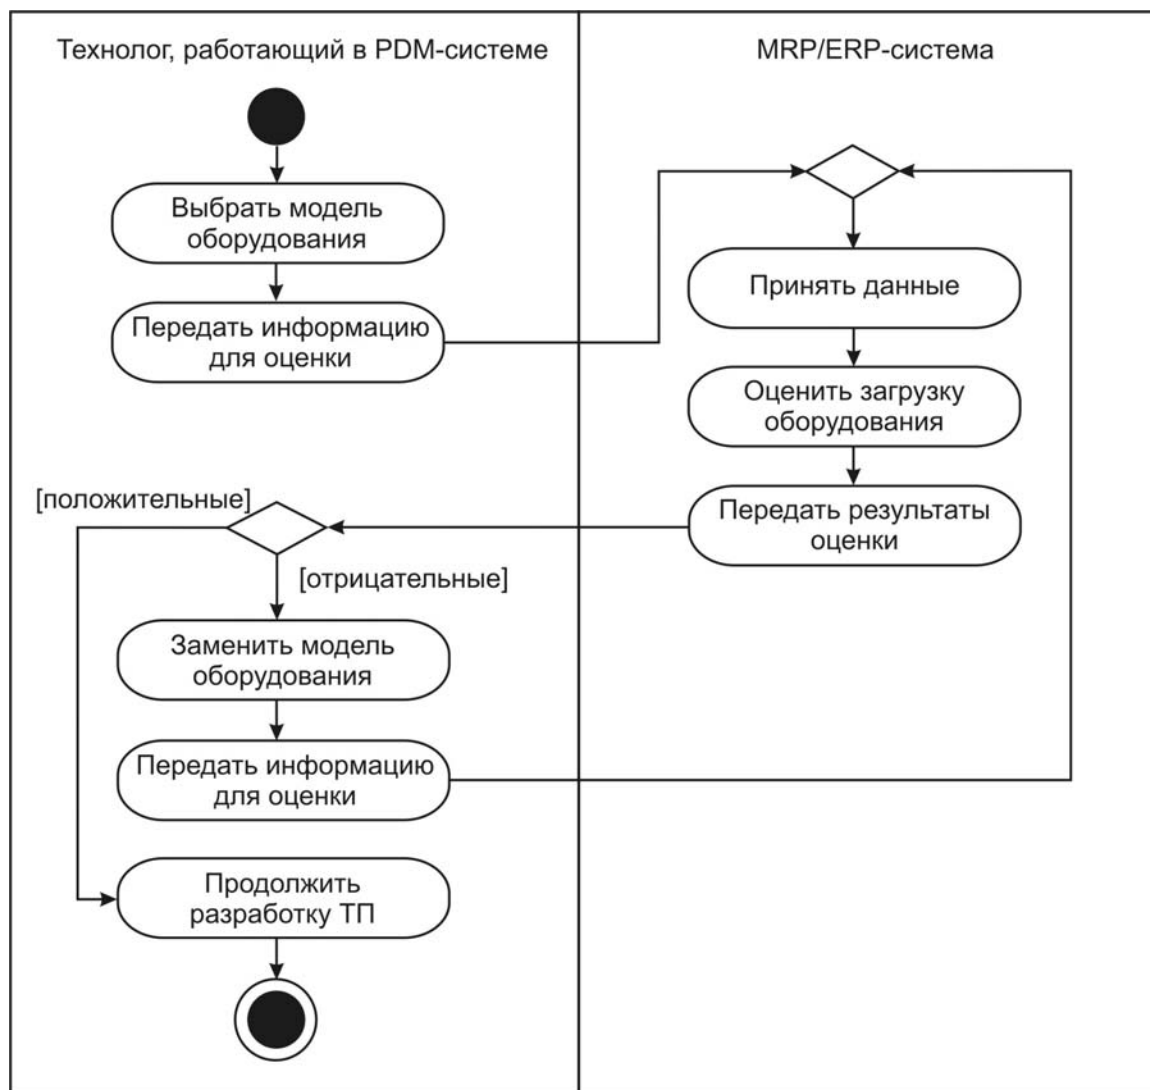 Технолог, работающий в PDM-системе
MRP/ERP-система
Выбрать модель
оборудования
Передать информацию
для оценки
Принять данные
Оценить загрузку
оборудования
Передать результаты
оценки
[положительные]
[отрицательные]
Заменить модель
оборудования
Передать информацию
для оценки
Продолжить
разработку ТП